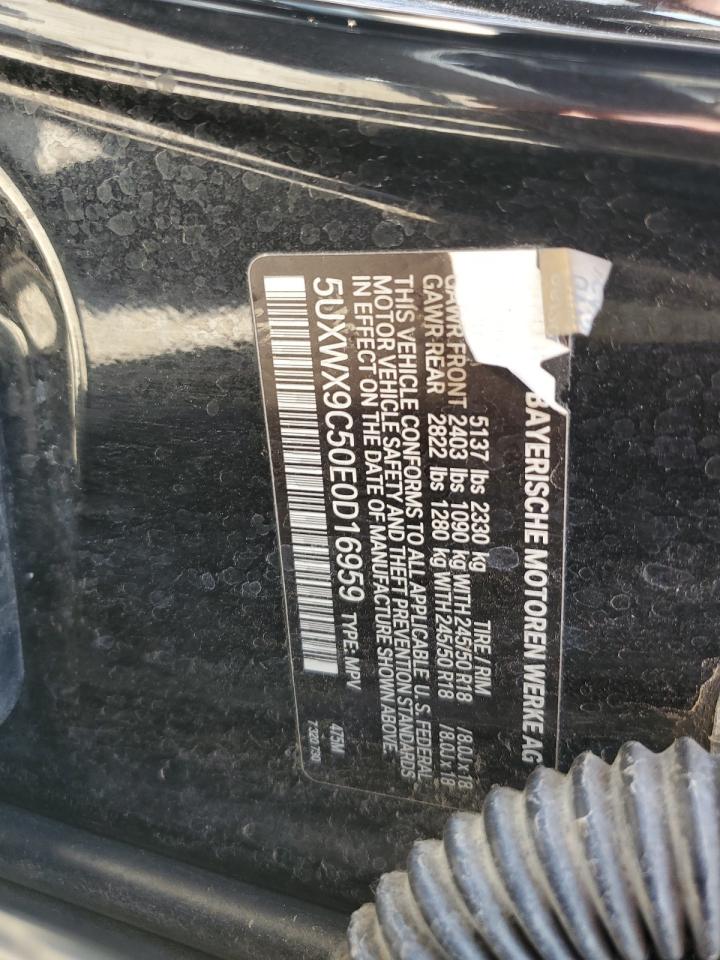 BAYERISCHE MOTOREN WERKE AG
5137 lbs 2330 kg TIRE / RIM
GAWR FRONT 2403 lbs 1090 kg WITH 245/50 R18 / 8.0J x 18
GAWR REAR 2822 lbs 1280 kg WITH 245/50 R18 / 8.0J x 18
THIS VEHICLE CONFORMS TO ALL APPLICABLE U. S. FEDERAL
MOTOR VEHICLE SAFETY AND THEFT PREVENTION STANDARDS
IN EFFECT ON THE DATE OF MANUFACTURE SHOWN ABOVE.
5UXWX9C50E0D16959 TYPE: MPV 475M